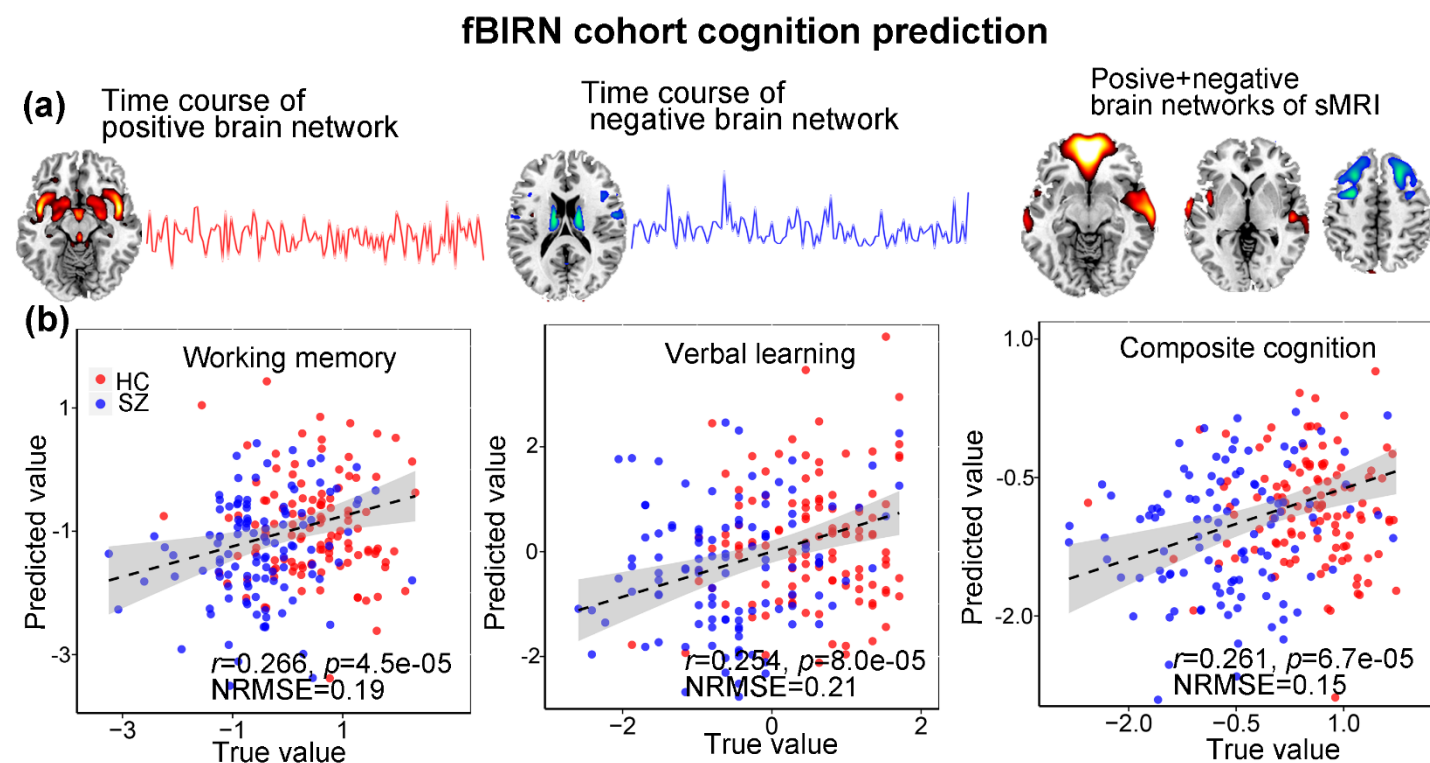 fBIRN cohort cognition prediction
(a)
Time course of
positive brain network
Time course of
negative brain network
Posive+negative
brain networks of sMRI
(b)
Working memory
HC
SZ
Predicted value
1
−1
−3
r=0.266, p=4.5e-05
NRMSE=0.19
−3
−1
1
True value
Verbal learning
Predicted value
2
0
−2
r=0.254, p=8.0e-05
NRMSE=0.21
−2
0
2
True value
Composite cognition
Predicted value
1.0
−0.5
−2.0
r=0.261, p=6.7e-05
NRMSE=0.15
−2.0
−0.5
1.0
True value